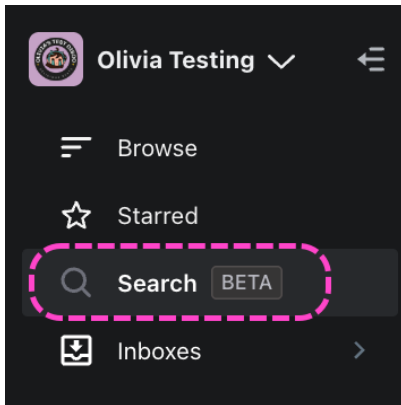 Olivia Testing
Browse
Starred
Search BETA
Inboxes